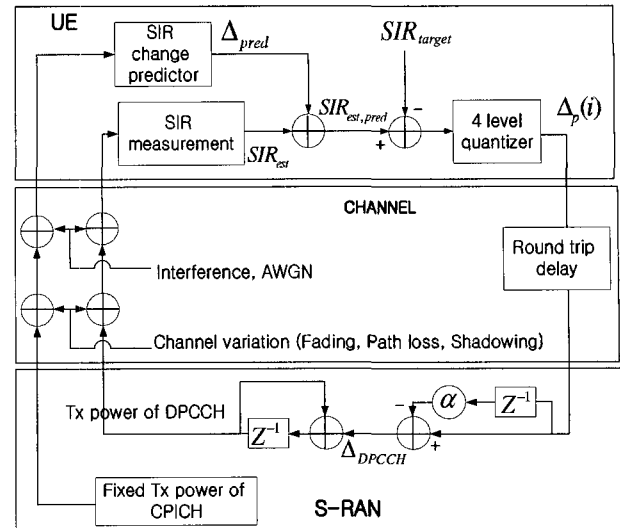 UE
SIR
change
predictor
Δpred
SIRtarget
SIR
measurement
SIRest
SIRest,pred
-
+
4 level
quantizer
Δp(i)
CHANNEL
Round trip
delay
Interference, AWGN
Channel variation (Fading, Path loss, Shadowing)
Tx power of DPCCH
Z-1
ΔDPCCH
-
+
α
Z-1
Fixed Tx power of
CPICH
S-RAN